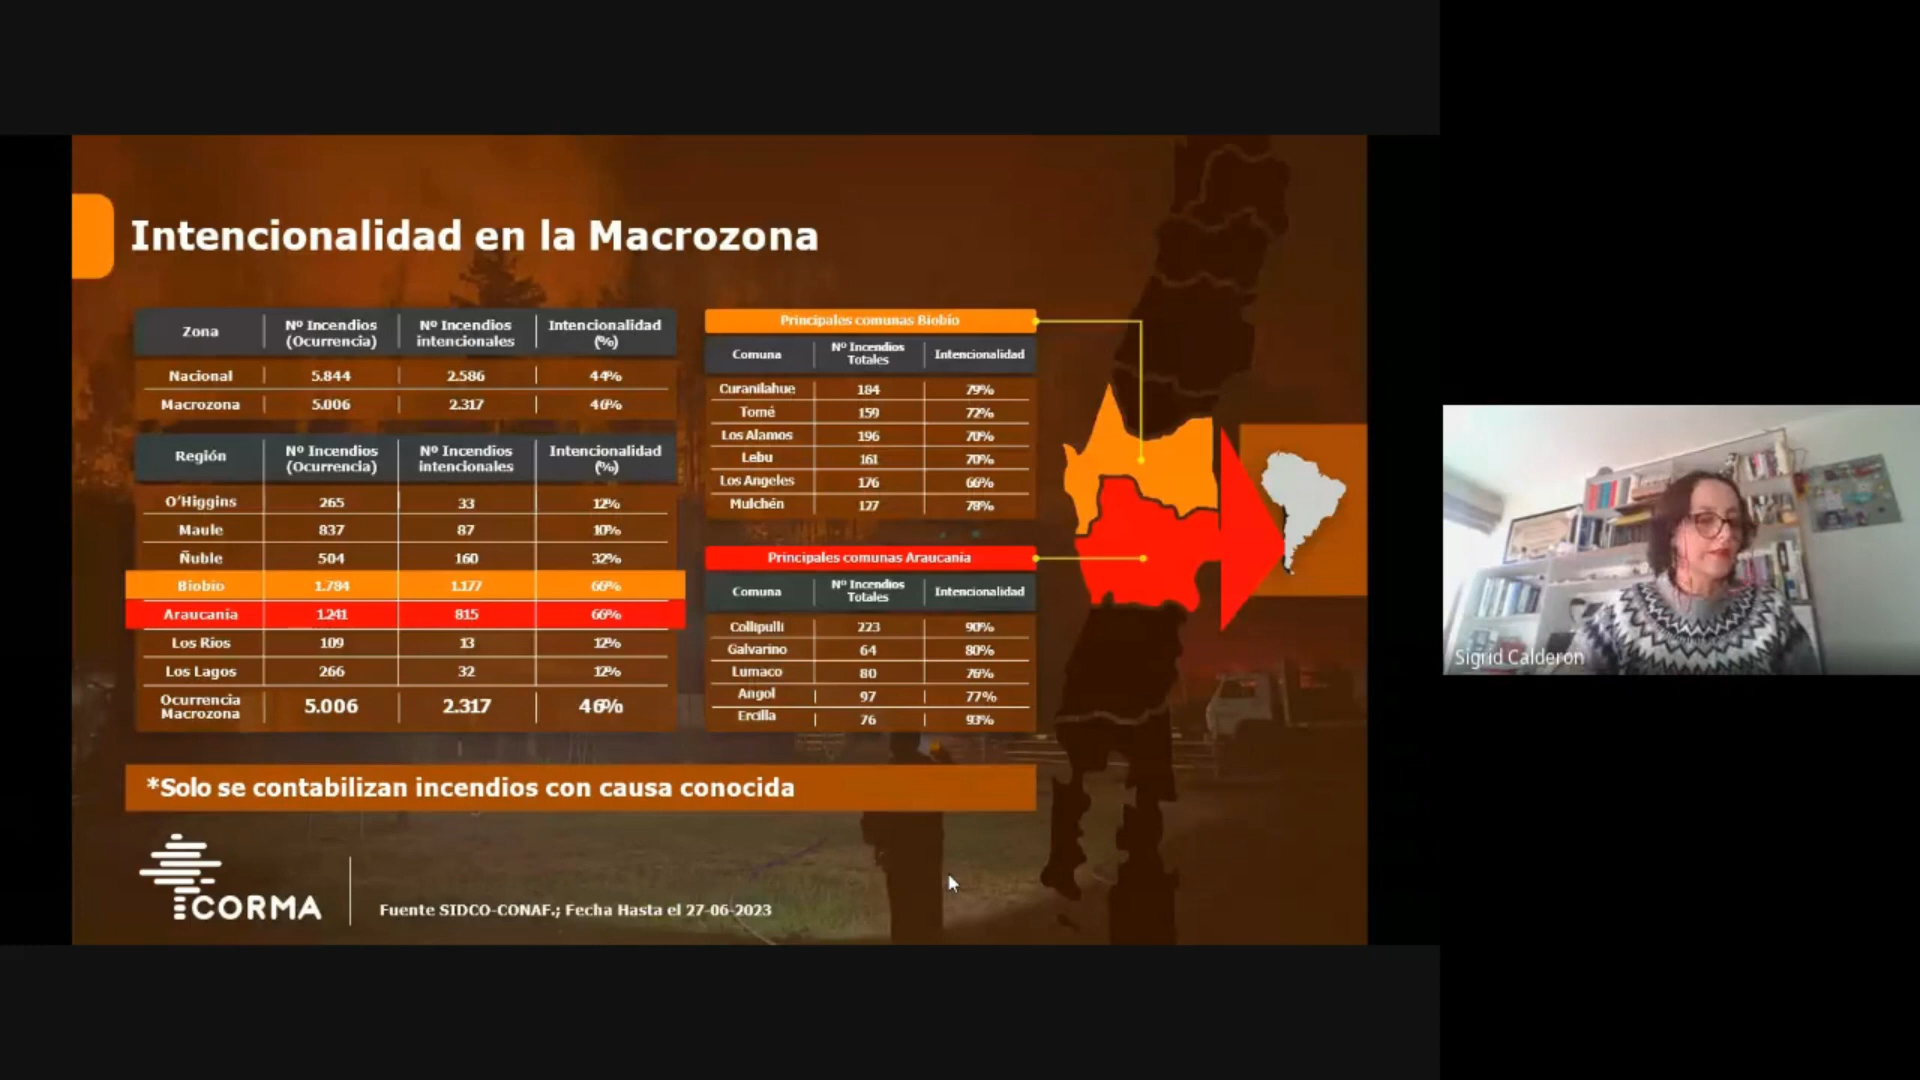 Intencionalidad en la Macrozona
Zona Nº Incendios (Ocurrencia) Nº Incendios intencionales Intencionalidad (%)
Nacional 5.844 2.586 44%
Macrozona 5.006 2.317 46%
Región Nº Incendios (Ocurrencia) Nº Incendios intencionales Intencionalidad (%)
O'Higgins 265 33 12%
Maule 837 87 10%
Ñuble 504 160 32%
Biobío 1.784 1.177 66%
Araucanía 1.241 815 66%
Los Ríos 109 13 12%
Los Lagos 266 32 12%
Ocurrencia Macrozona 5.006 2.317 46%
Principales comunas Biobío
Comuna Nº Incendios Totales Intencionalidad
Curanilahue 184 79%
Tomé 159 72%
Los Alamos 196 70%
Lebu 161 70%
Los Angeles 176 66%
Mulchén 127 78%
Principales comunas Araucanía
Comuna Nº Incendios Totales Intencionalidad
Collipulli 223 90%
Galvarino 64 80%
Lumaco 80 76%
Angol 97 77%
Ercilla 76 93%
*Solo se contabilizan incendios con causa conocida
CORMA
Fuente SIDCO-CONAF.; Fecha Hasta el 27-06-2023
Sigrid Calderon